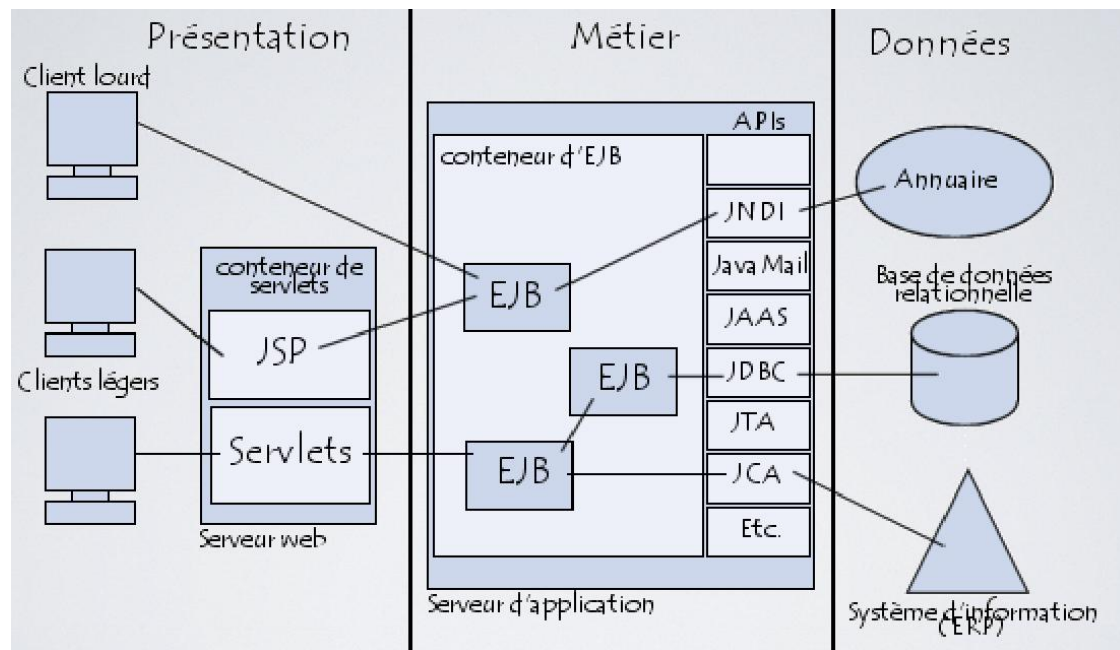 Présentation
Métier
Données
Client lourd
Clients légers
conteneur de
servlets
JSP
Servlets
Serveur web
conteneur d'EJB
EJB
EJB
EJB
APIs
JNDI
Java Mail
JAAS
JDBC
JTA
JCA
Etc.
Serveur d'application
Annuaire
Base de données
relationnelle
Système d'information
(ERP)